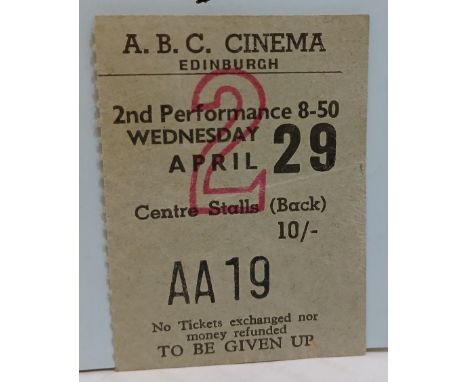 A. B. C. CINEMA
EDINBURGH
2
2nd Performance 8-50
WEDNESDAY
APRIL 29
Centre Stalls (Back)
10/-
AA 19
No Tickets exchanged nor
money refunded
TO BE GIVEN UP